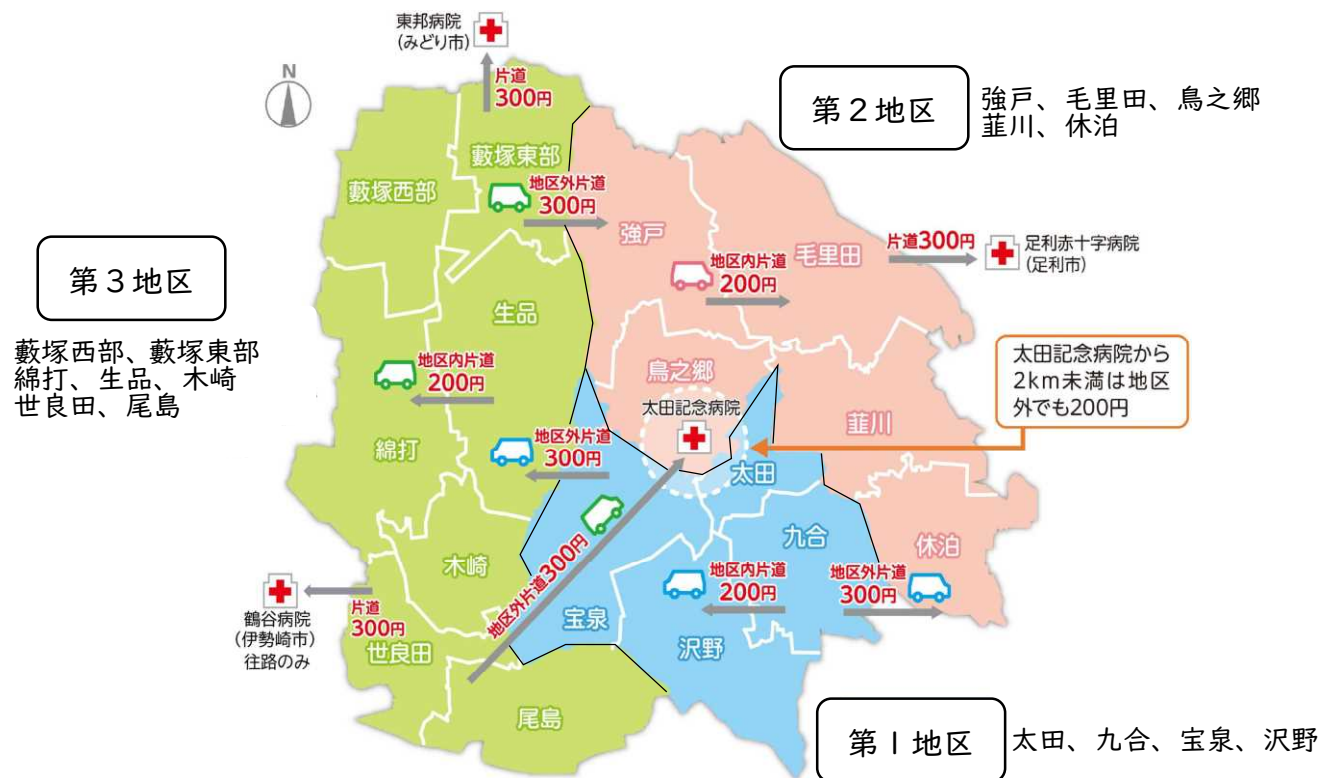 東邦病院
(みどり市)
N
片道
300円
第2地区
強戸、毛里田、鳥之郷
韮川、休泊
藪塚東部
藪塚西部
地区外片道
300円
強戸
毛里田
片道300円
足利赤十字病院
(足利市)
地区内片道
200円
第3地区
藪塚西部、藪塚東部
綿打、生品、木崎
世良田、尾島
生品
地区内片道
200円
鳥之郷
太田記念病院
太田記念病院から
2km未満は地区
外でも200円
韮川
綿打
地区外片道
300円
太田
九合
休泊
木崎
地区外片道300円
地区内片道
200円
地区外片道
300円
鶴谷病院
(伊勢崎市)
往路のみ
片道
300円
世良田
宝泉
沢野
尾島
第1地区
太田、九合、宝泉、沢野